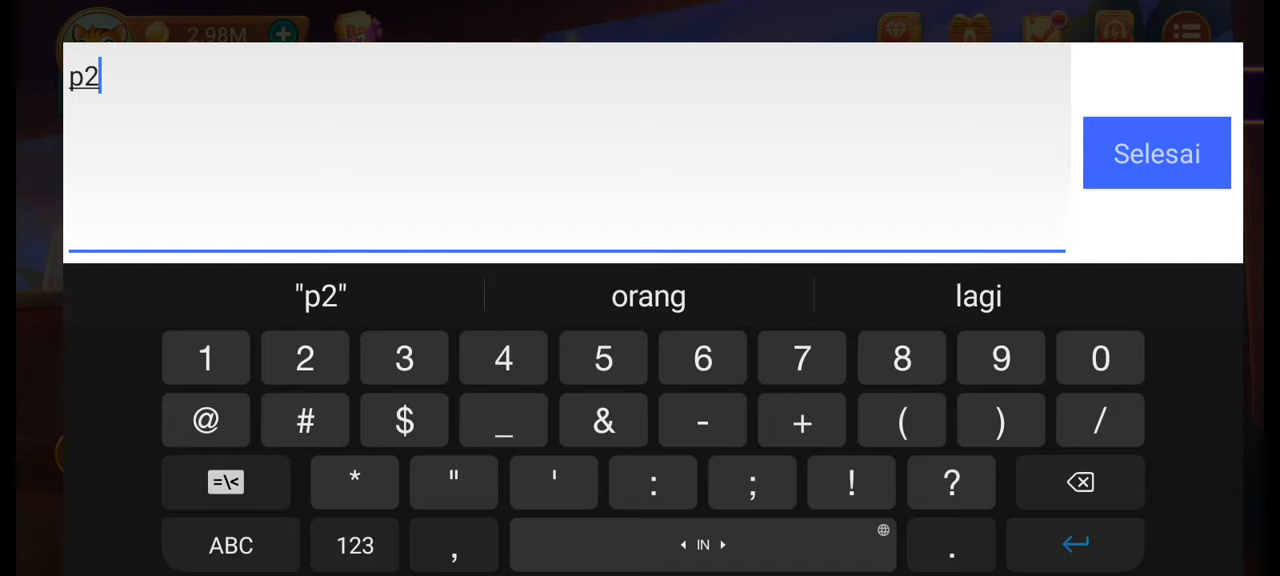 2,98M
p2
Selesai
"p2" orang lagi
1 2 3 4 5 6 7 8 9 0
@ # $ _ & - + ( ) /
=\< * " ' : ; ! ?
ABC 123 , IN .